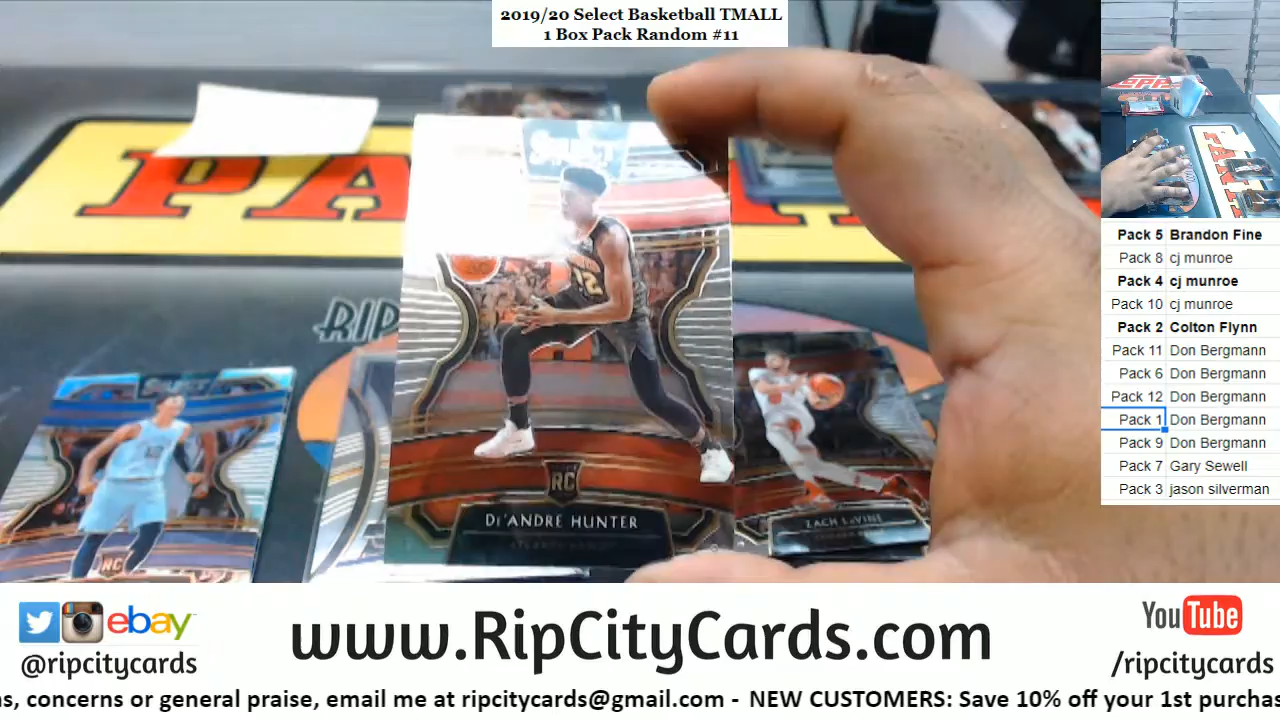 2019/20 Select Basketball TMALL
1 Box Pack Random #11
PA
RIP
DE'ANDRE HUNTER
RC
ZACH LaVINE
RC
Pack 5 Brandon Fine
Pack 8 cj munroe
Pack 4 cj munroe
Pack 10 cj munroe
Pack 2 Colton Flynn
Pack 11 Don Bergmann
Pack 6 Don Bergmann
Pack 12 Don Bergmann
Pack 1 Don Bergmann
Pack 9 Don Bergmann
Pack 7 Gary Sewell
Pack 3 jason silverman
ebay
@ripcitycards
www.RipCityCards.com
YouTube
/ripcitycards
s, concerns or general praise, email me at ripcitycards@gmail.com - NEW CUSTOMERS: Save 10% off your 1st purchas